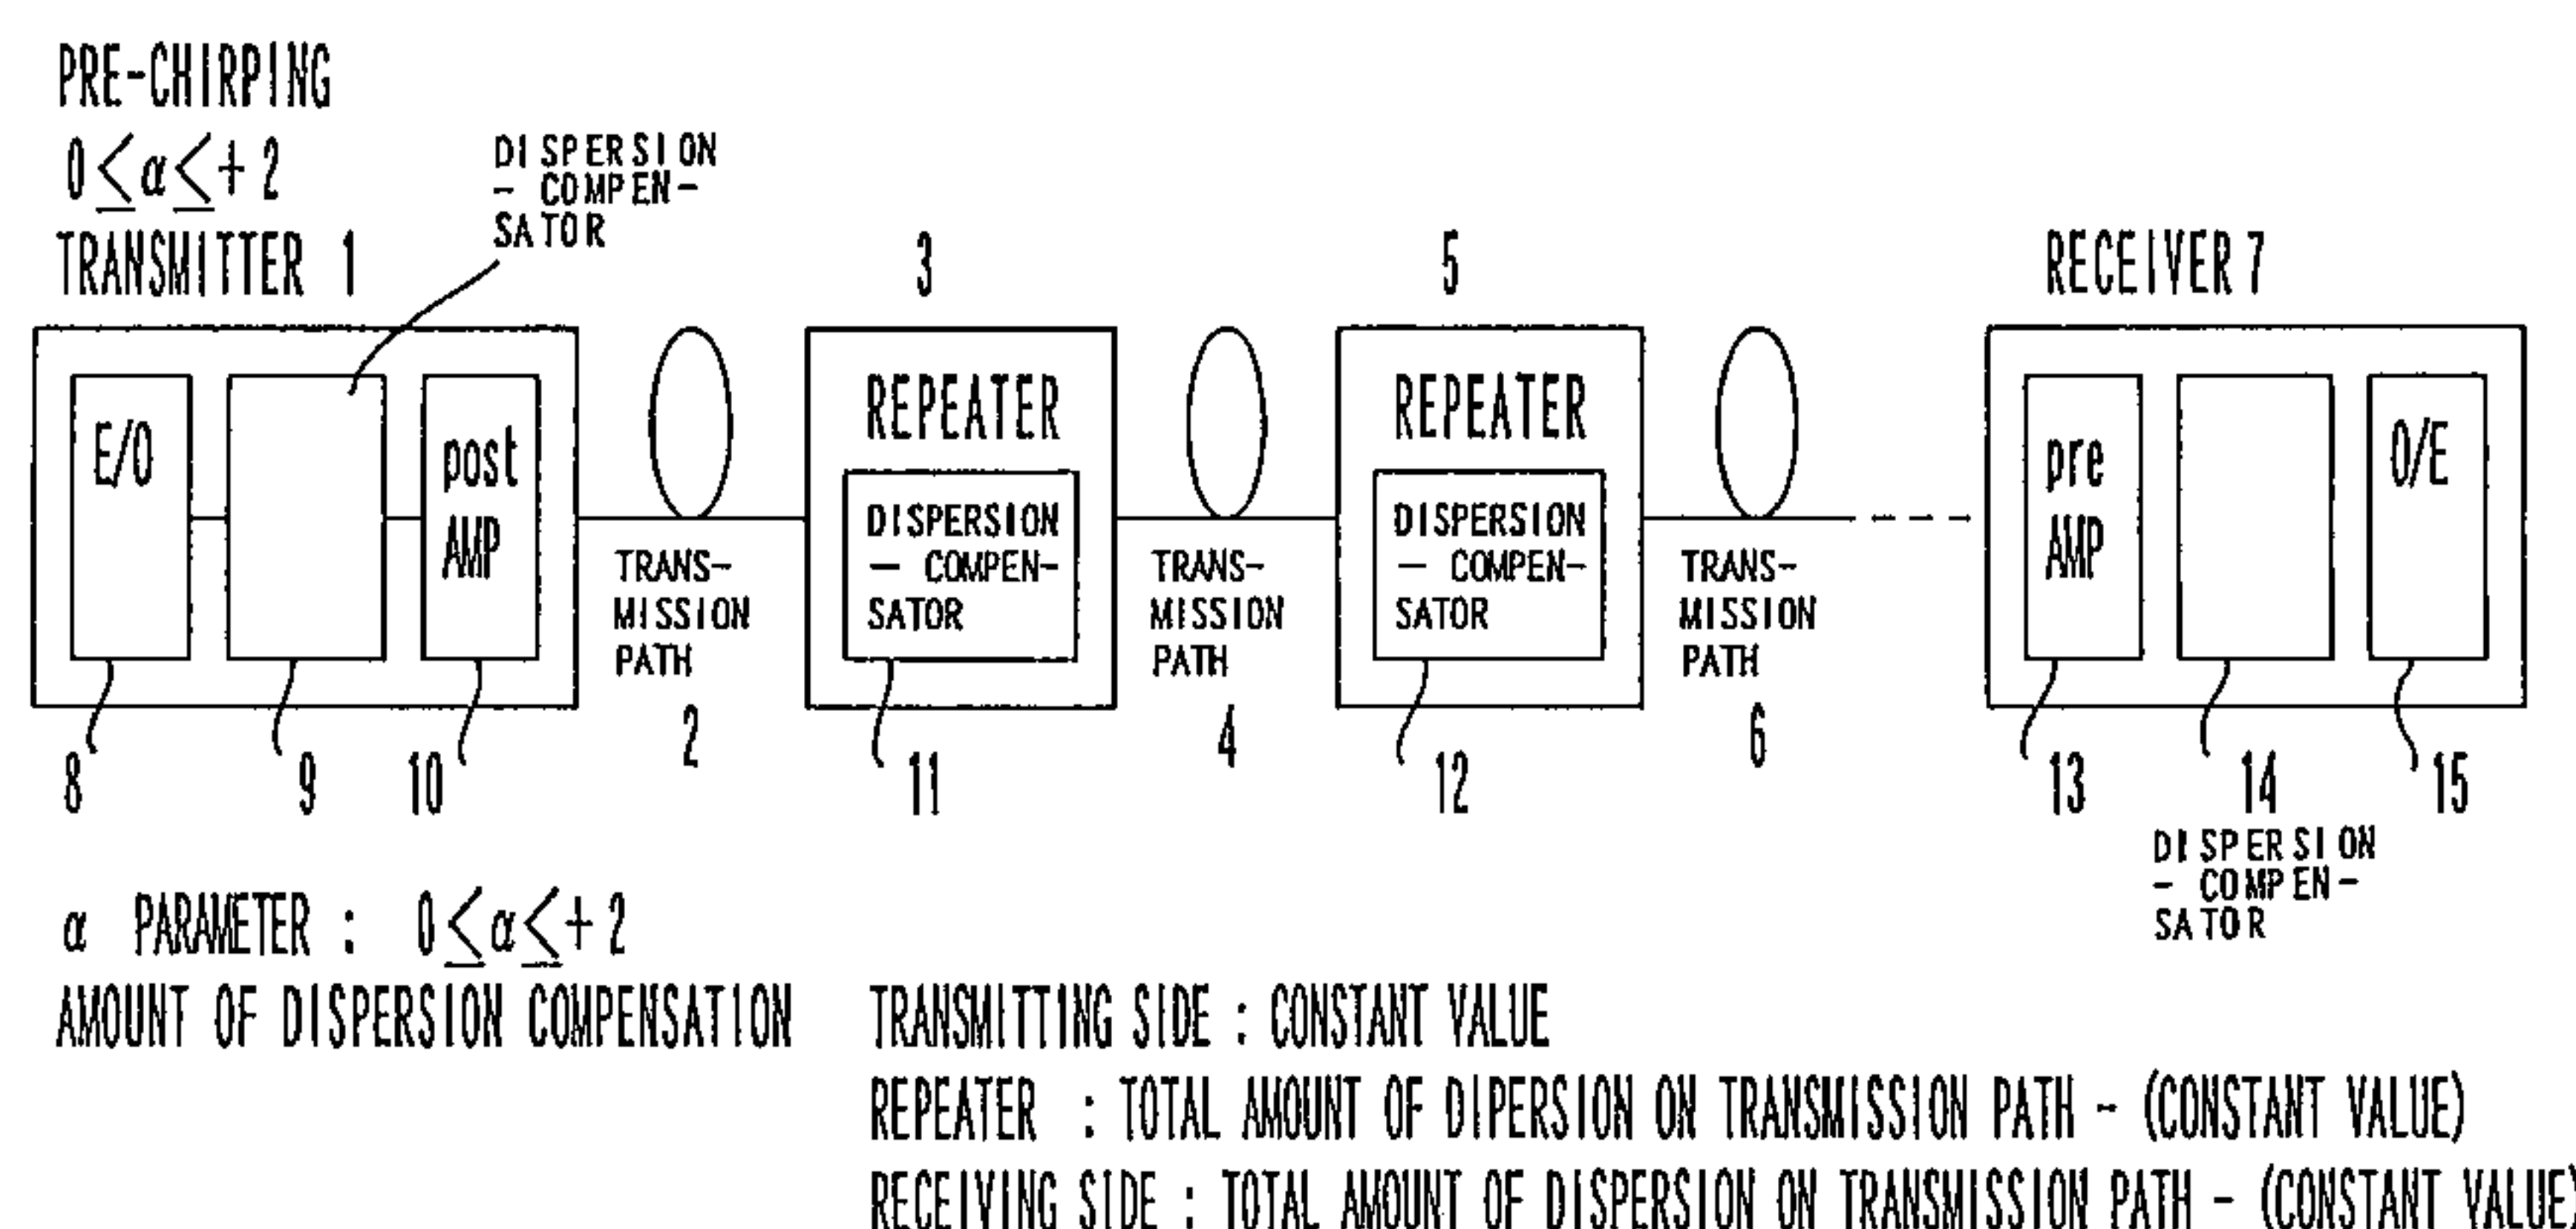 PRE-CHIRPING
0≤α≤+2
TRANSMITTER 1
DISPERSION
- COMPEN-
SATOR
3
5
RECEIVER 7
E/O
post
AMP
REPEATER
DISPERSION
— COMPEN-
SATOR
REPEATER
DISPERSION
— COMPEN-
SATOR
pre
AMP
O/E
TRANS-
MISSION
PATH
2
TRANS-
MISSION
PATH
4
TRANS-
MISSION
PATH
6
8
9
10
11
12
13
14
15
DISPERSION
- COMPEN-
SATOR
α PARAMETER : 0≤α≤+2
AMOUNT OF DISPERSION COMPENSATION TRANSMITTING SIDE : CONSTANT VALUE
REPEATER : TOTAL AMOUNT OF DIPERSION ON TRANSMISSION PATH - (CONSTANT VALUE)
RECEIVING SIDE : TOTAL AMOUNT OF DISPERSION ON TRANSMISSION PATH - (CONSTANT VALUE)